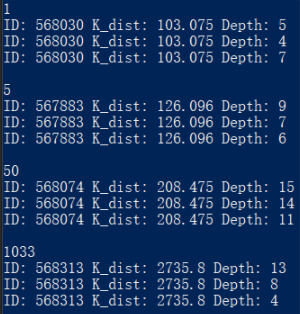 1
ID: 568030 K_dist: 103.075 Depth: 5
ID: 568030 K_dist: 103.075 Depth: 4
ID: 568030 K_dist: 103.075 Depth: 7
5
ID: 567883 K_dist: 126.096 Depth: 9
ID: 567883 K_dist: 126.096 Depth: 7
ID: 567883 K_dist: 126.096 Depth: 6
50
ID: 568074 K_dist: 208.475 Depth: 15
ID: 568074 K_dist: 208.475 Depth: 14
ID: 568074 K_dist: 208.475 Depth: 11
1033
ID: 568313 K_dist: 2735.8 Depth: 13
ID: 568313 K_dist: 2735.8 Depth: 8
ID: 568313 K_dist: 2735.8 Depth: 4